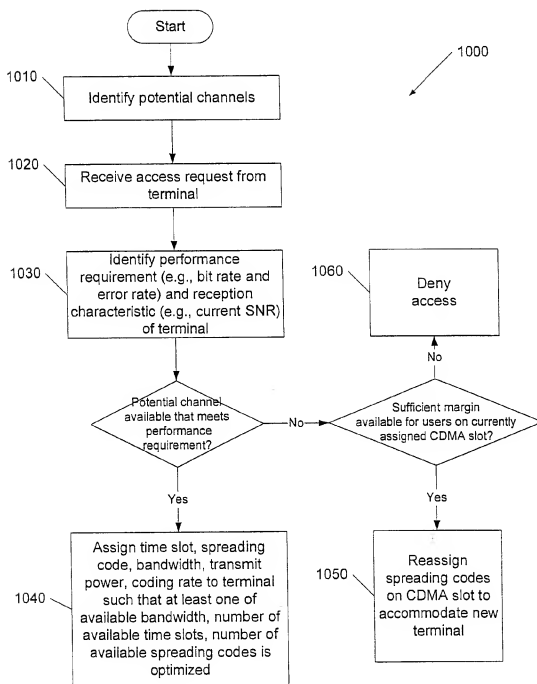 Start
1000
1010
Identify potential channels
1020
Receive access request from
terminal
1030
Identify performance
requirement (e.g., bit rate and
error rate) and reception
characteristic (e.g., current SNR)
of terminal
1060
Deny
access
No
Potential channel
available that meets
performance
requirement?
No
Sufficient margin
available for users on currently
assigned CDMA slot?
Yes
Yes
1040
Assign time slot, spreading
code, bandwidth, transmit
power, coding rate to terminal
such that at least one of
available bandwidth, number of
available time slots, number of
available spreading codes is
optimized
1050
Reassign
spreading codes
on CDMA slot to
accommodate new
terminal